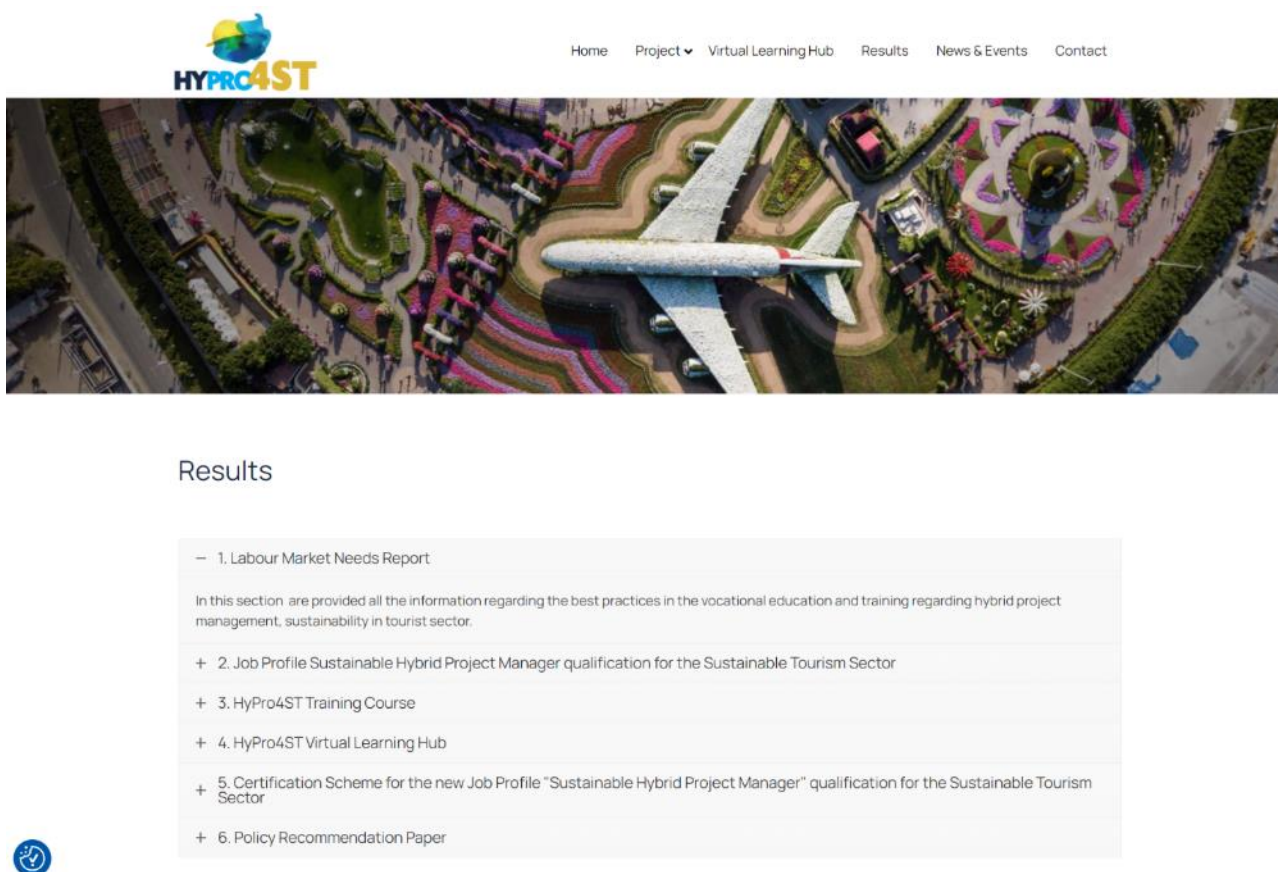 HYPRO4ST
Home Project Virtual Learning Hub Results News & Events Contact
Results
− 1. Labour Market Needs Report
In this section are provided all the information regarding the best practices in the vocational education and training regarding hybrid project
management, sustainability in tourist sector.
+ 2. Job Profile Sustainable Hybrid Project Manager qualification for the Sustainable Tourism Sector
+ 3. HyPro4ST Training Course
+ 4. HyPro4ST Virtual Learning Hub
+ 5. Certification Scheme for the new Job Profile "Sustainable Hybrid Project Manager" qualification for the Sustainable Tourism
Sector
+ 6. Policy Recommendation Paper